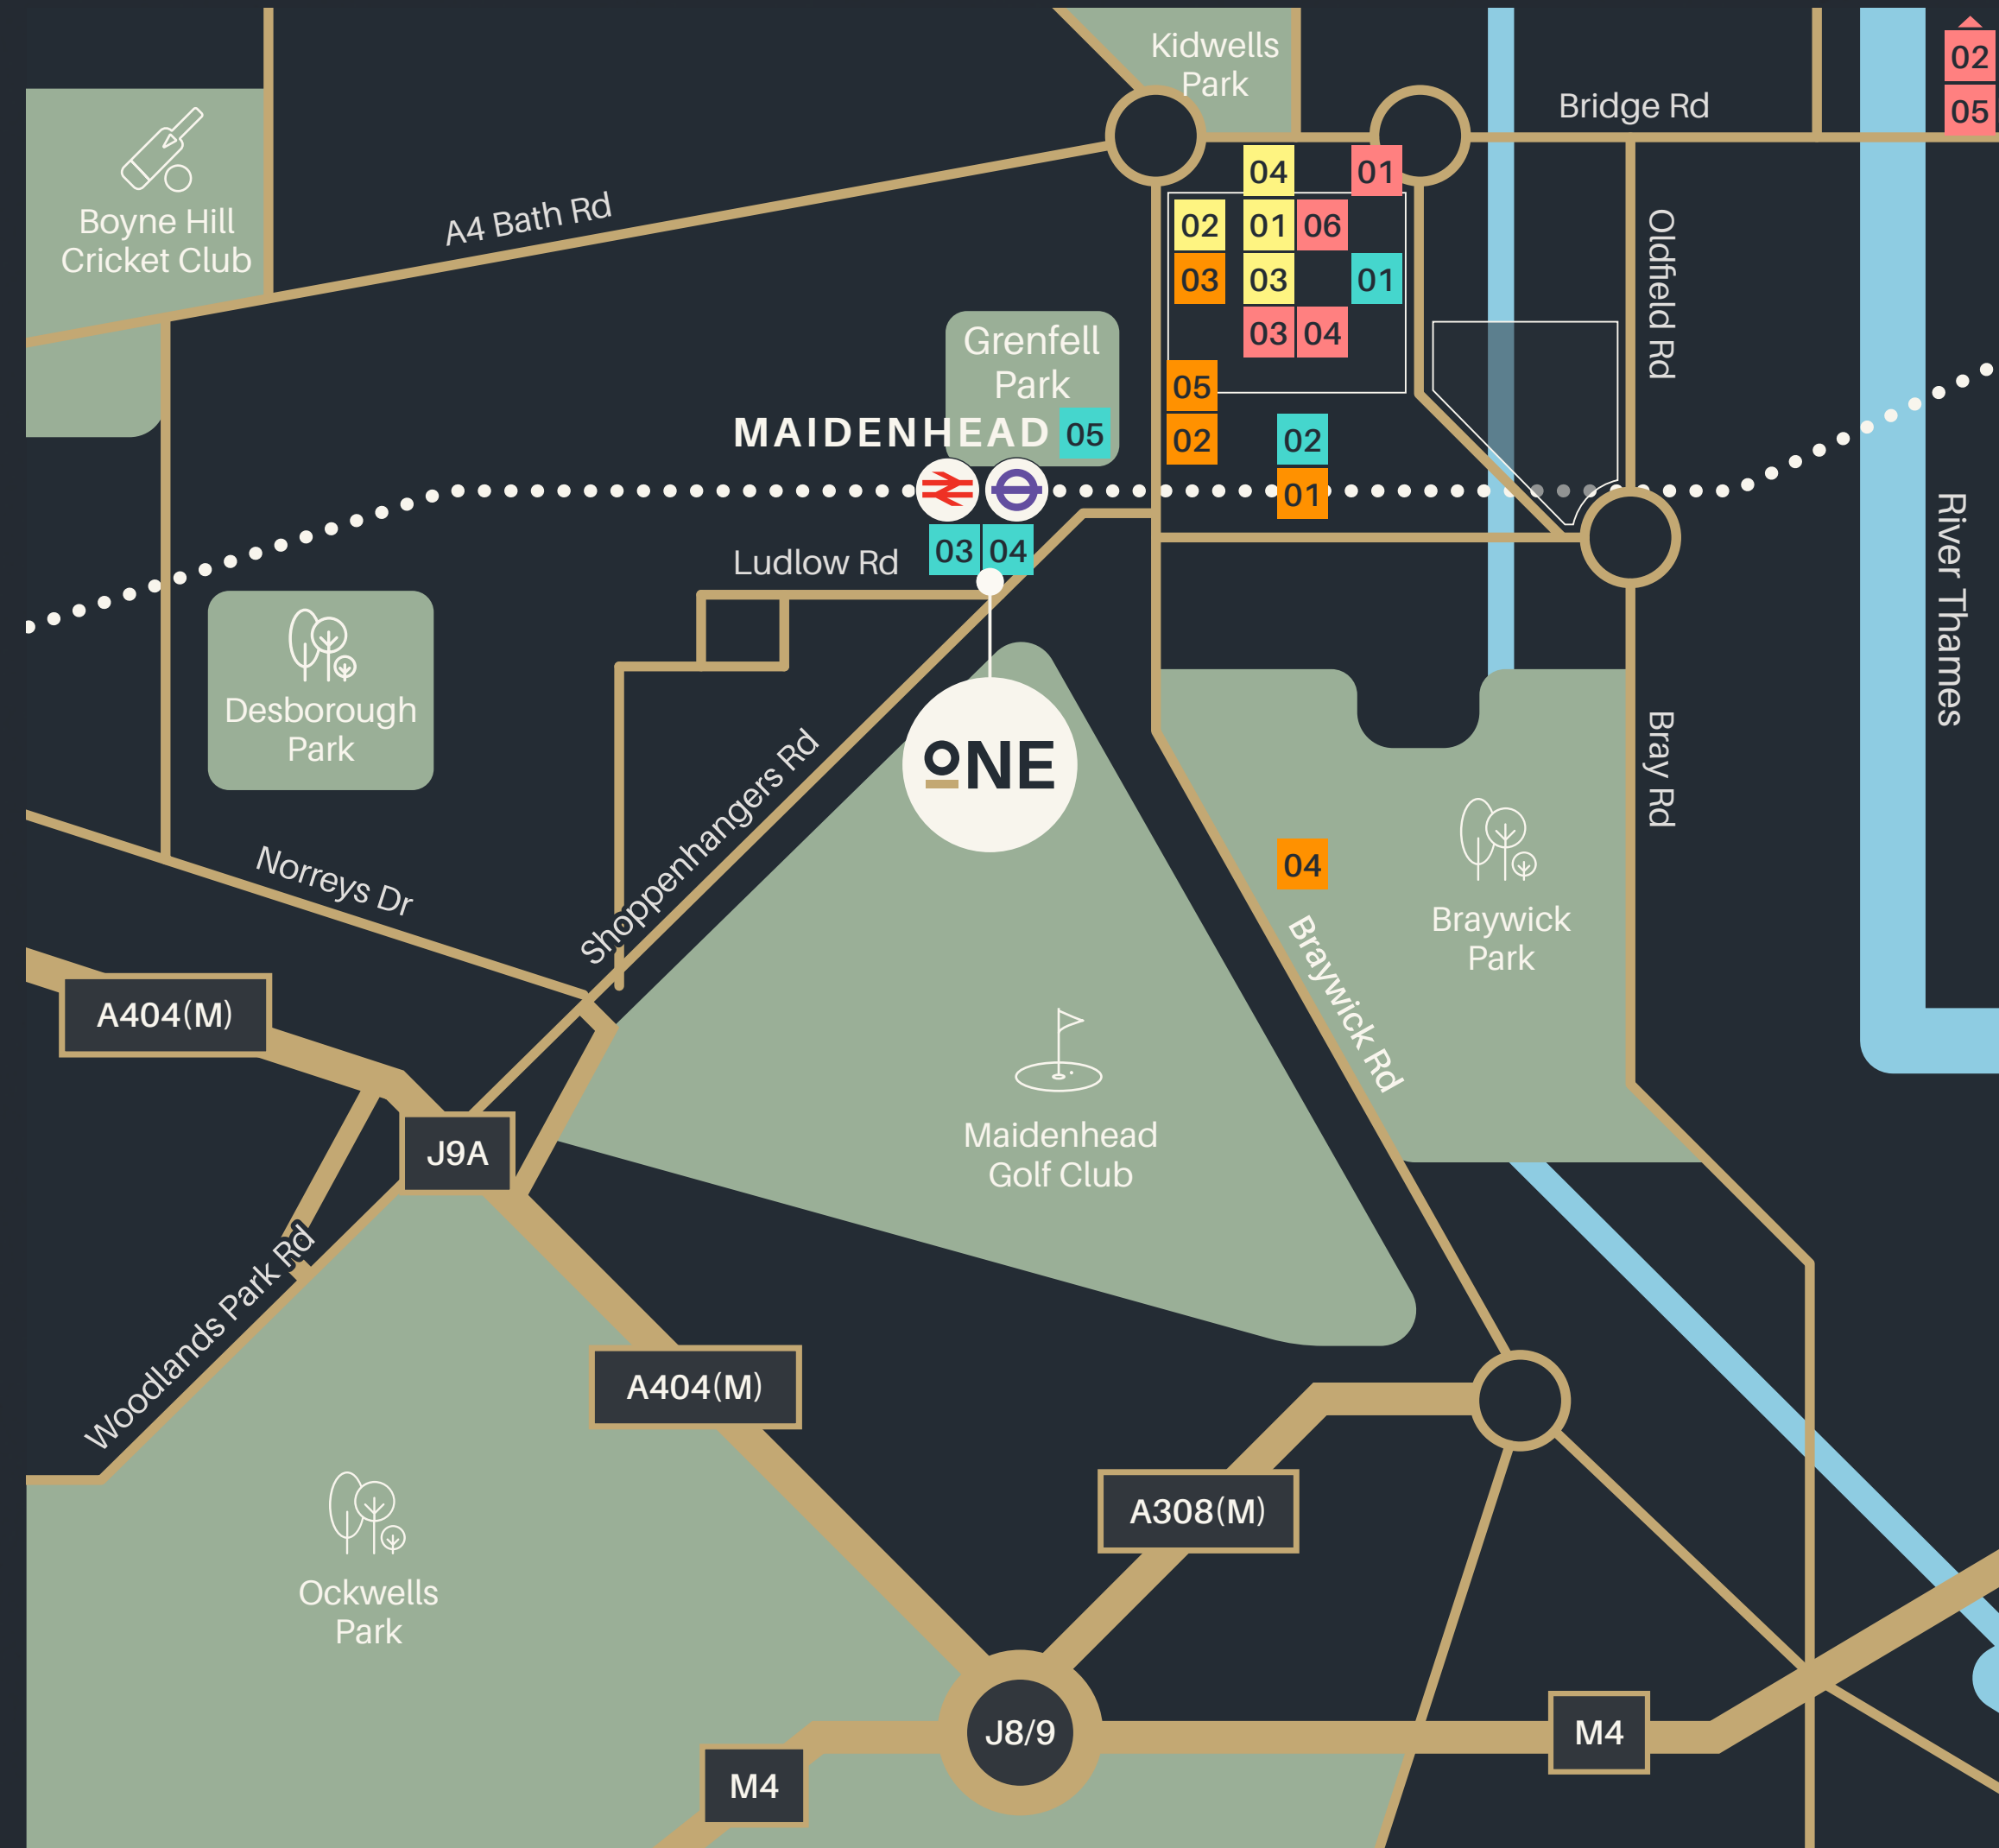 Kidwells
Park
02
05
Bridge Rd
Boyne Hill
Cricket Club
A4 Bath Rd
04
01
02
01
06
03
03
01
03
04
Oldfield Rd
Grenfell
Park
05
MAIDENHEAD
05
02
02
01
River Thames
Ludlow Rd
03
04
Desborough
Park
ONE
Shoppenhangers Rd
Bray Rd
Norreys Dr
04
Braywick
Park
Braywick Rd
A404(M)
J9A
Maidenhead
Golf Club
Woodlands Park Rd
A404(M)
A308(M)
Ockwells
Park
J8/9
M4
M4